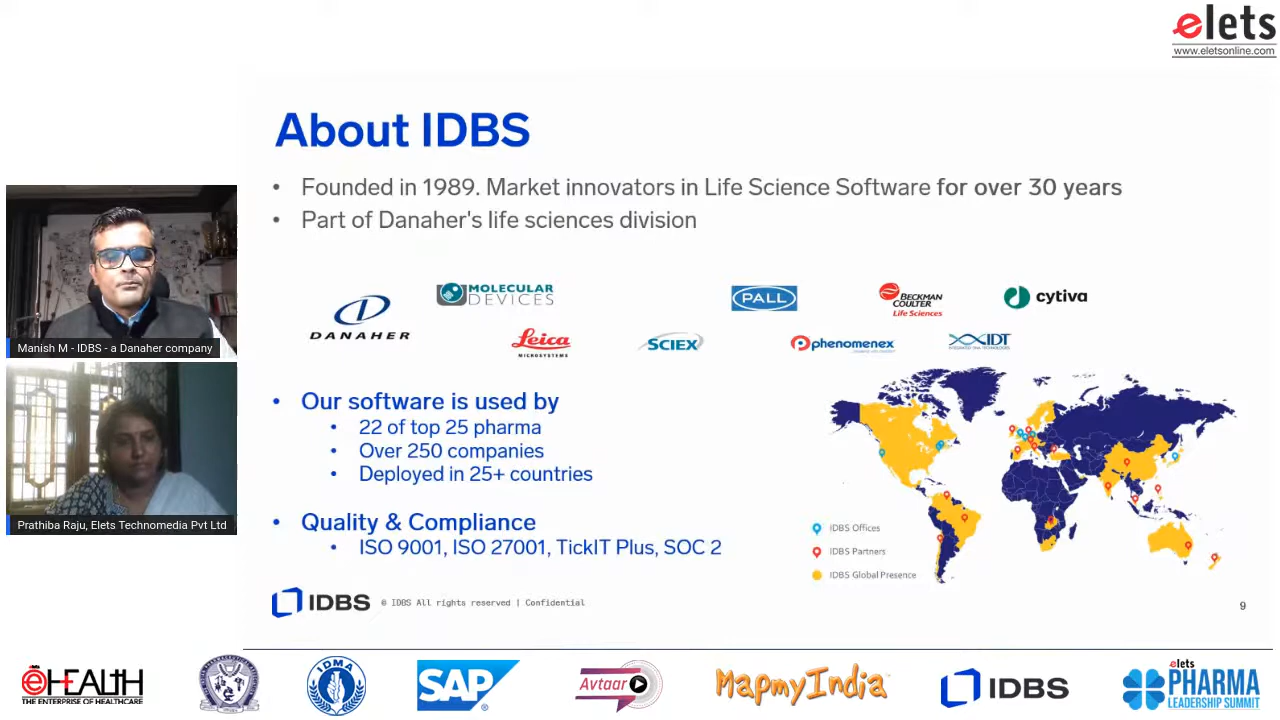 elets
www.eletsonline.com
About IDBS
• Founded in 1989. Market innovators in Life Science Software for over 30 years
• Part of Danaher's life sciences division
DANAHER
MOLECULAR
DEVICES
Leica
MICROSYSTEMS
SCIEX
PALL
BECKMAN
COULTER
Life Sciences
phenomenex
cytiva
IDT
INTEGRATED DNA TECHNOLOGIES
Manish M - IDBS - a Danaher company
Prathiba Raju, Elets Technomedia Pvt Ltd
• Our software is used by
• 22 of top 25 pharma
• Over 250 companies
• Deployed in 25+ countries
• Quality & Compliance
• ISO 9001, ISO 27001, TickIT Plus, SOC 2
IDBS Offices
IDBS Partners
IDBS Global Presence
IDBS © IDBS All rights reserved | Confidential
9
elets
eHEALTH
THE ENTERPRISE OF HEALTHCARE
IDMA
SAP
Avtaar
MapmyIndia
IDBS
elets
PHARMA
LEADERSHIP SUMMIT